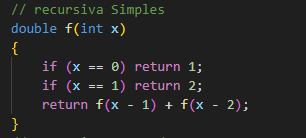 // recursiva Simples
double f(int x)
{
    if (x == 0) return 1;
    if (x == 1) return 2;
    return f(x - 1) + f(x - 2);
}